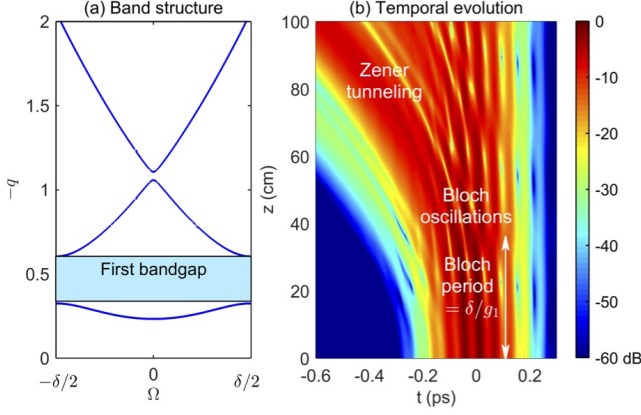 (a) Band structure
2
1.5
1
0.5
0
−q
First bandgap
−δ/2
0
δ/2
Ω
(b) Temporal evolution
100
80
60
40
20
0
z (cm)
Zener
tunneling
Bloch
oscillations
Bloch
period
= δ/g₁
-0.6
-0.4
-0.2
0
0.2
t (ps)
0
-10
-20
-30
-40
-50
-60 dB